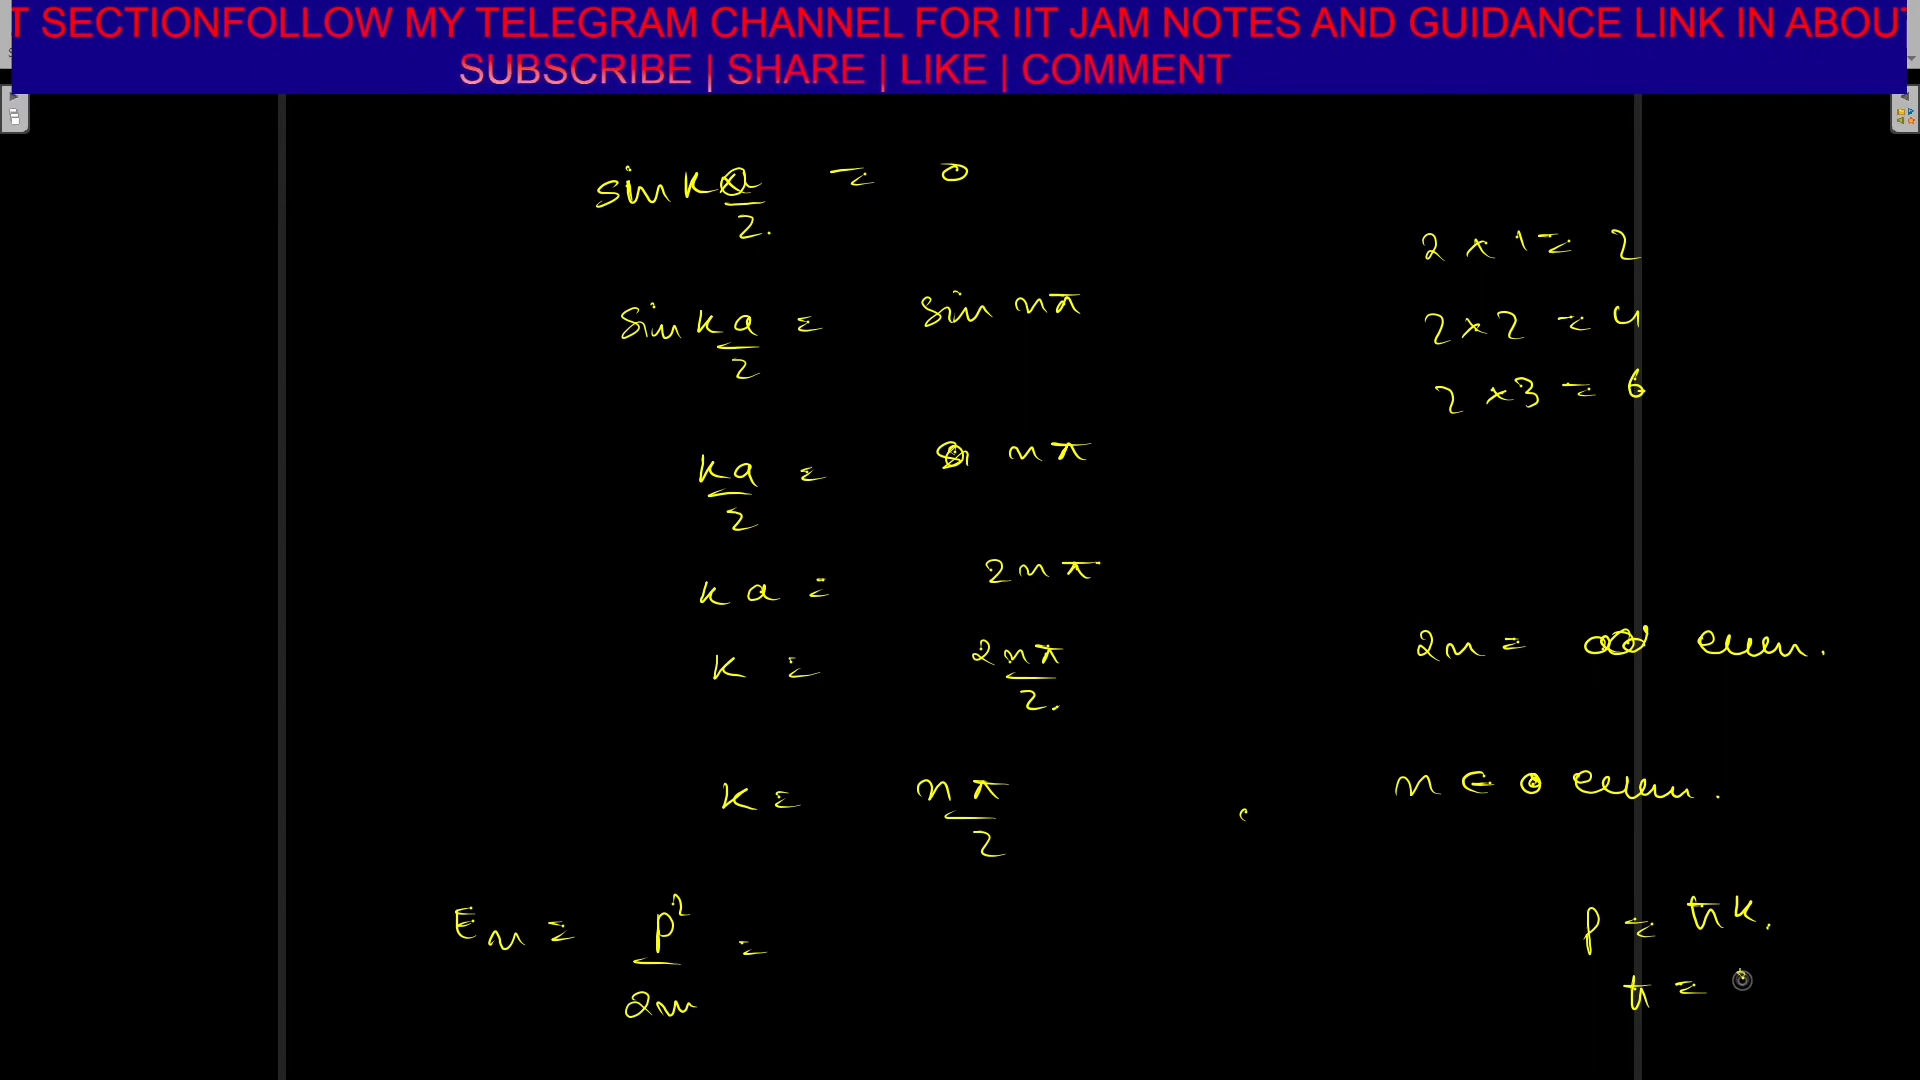 T SECTIONFOLLOW MY TELEGRAM CHANNEL FOR IIT JAM NOTES AND GUIDANCE LINK IN ABOUT
SUBSCRIBE | SHARE | LIKE | COMMENT
sin ka/2. = 0
2 × 1 = 2
sin ka/2 = sin nπ
2 × 2 = 4
2 × 3 = 6
ka/2 = nπ
ka = 2nπ
k = 2nπ/2.
2n = even.
k = nπ/2
n ∈ even.
En = p²/2m =
p = ħk.
ħ =